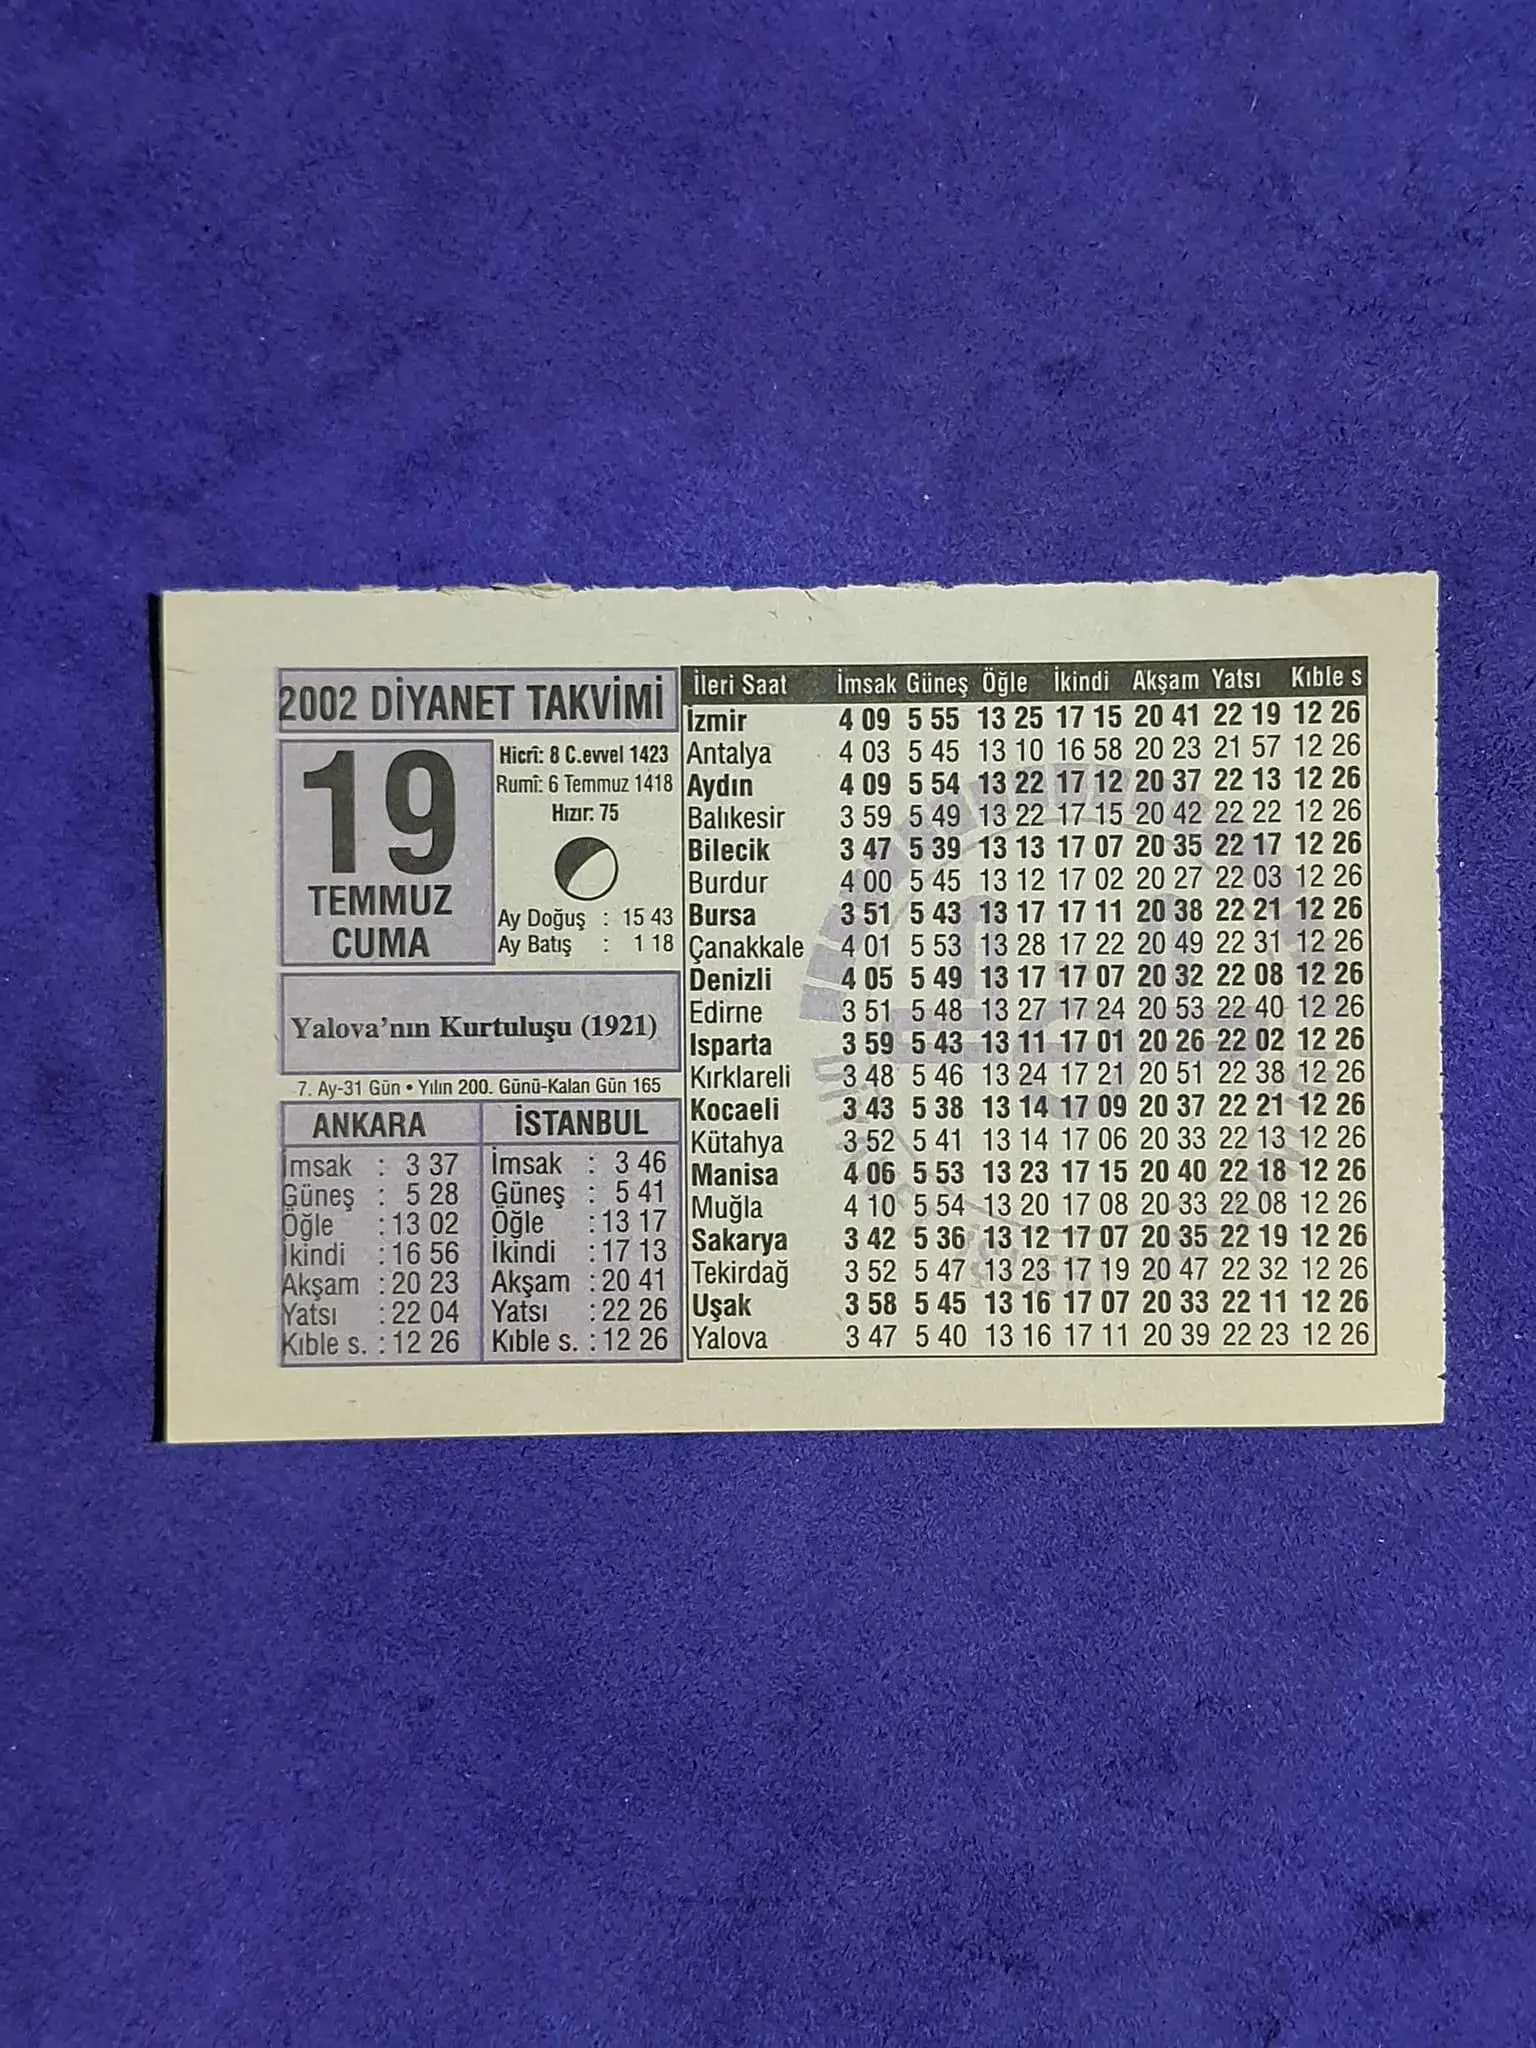 2002 DİYANET TAKVİMİ
19
TEMMUZ
CUMA
Hicrî: 8 C.evvel 1423
Rumî: 6 Temmuz 1418
Hızır: 75
Ay Doğuş : 15 43
Ay Batış : 1 18
Yalova'nın Kurtuluşu (1921)
7. Ay-31 Gün • Yılın 200. Günü-Kalan Gün 165
ANKARA
İmsak : 3 37
Güneş : 5 28
Öğle : 13 02
İkindi : 16 56
Akşam : 20 23
Yatsı : 22 04
Kıble s. : 12 26
İSTANBUL
İmsak : 3 46
Güneş : 5 41
Öğle : 13 17
İkindi : 17 13
Akşam : 20 41
Yatsı : 22 26
Kıble s. : 12 26
İleri Saat İmsak Güneş Öğle İkindi Akşam Yatsı Kıble s
İzmir 4 09 5 55 13 25 17 15 20 41 22 19 12 26
Antalya 4 03 5 45 13 10 16 58 20 23 21 57 12 26
Aydın 4 09 5 54 13 22 17 12 20 37 22 13 12 26
Balıkesir 3 59 5 49 13 22 17 15 20 42 22 22 12 26
Bilecik 3 47 5 39 13 13 17 07 20 35 22 17 12 26
Burdur 4 00 5 45 13 12 17 02 20 27 22 03 12 26
Bursa 3 51 5 43 13 17 17 11 20 38 22 21 12 26
Çanakkale 4 01 5 53 13 28 17 22 20 49 22 31 12 26
Denizli 4 05 5 49 13 17 17 07 20 32 22 08 12 26
Edirne 3 51 5 48 13 27 17 24 20 53 22 40 12 26
Isparta 3 59 5 43 13 11 17 01 20 26 22 02 12 26
Kırklareli 3 48 5 46 13 24 17 21 20 51 22 38 12 26
Kocaeli 3 43 5 38 13 14 17 09 20 37 22 21 12 26
Kütahya 3 52 5 41 13 14 17 06 20 33 22 13 12 26
Manisa 4 06 5 53 13 23 17 15 20 40 22 18 12 26
Muğla 4 10 5 54 13 20 17 08 20 33 22 08 12 26
Sakarya 3 42 5 36 13 12 17 07 20 35 22 19 12 26
Tekirdağ 3 52 5 47 13 23 17 19 20 47 22 32 12 26
Uşak 3 58 5 45 13 16 17 07 20 33 22 11 12 26
Yalova 3 47 5 40 13 16 17 11 20 39 22 23 12 26